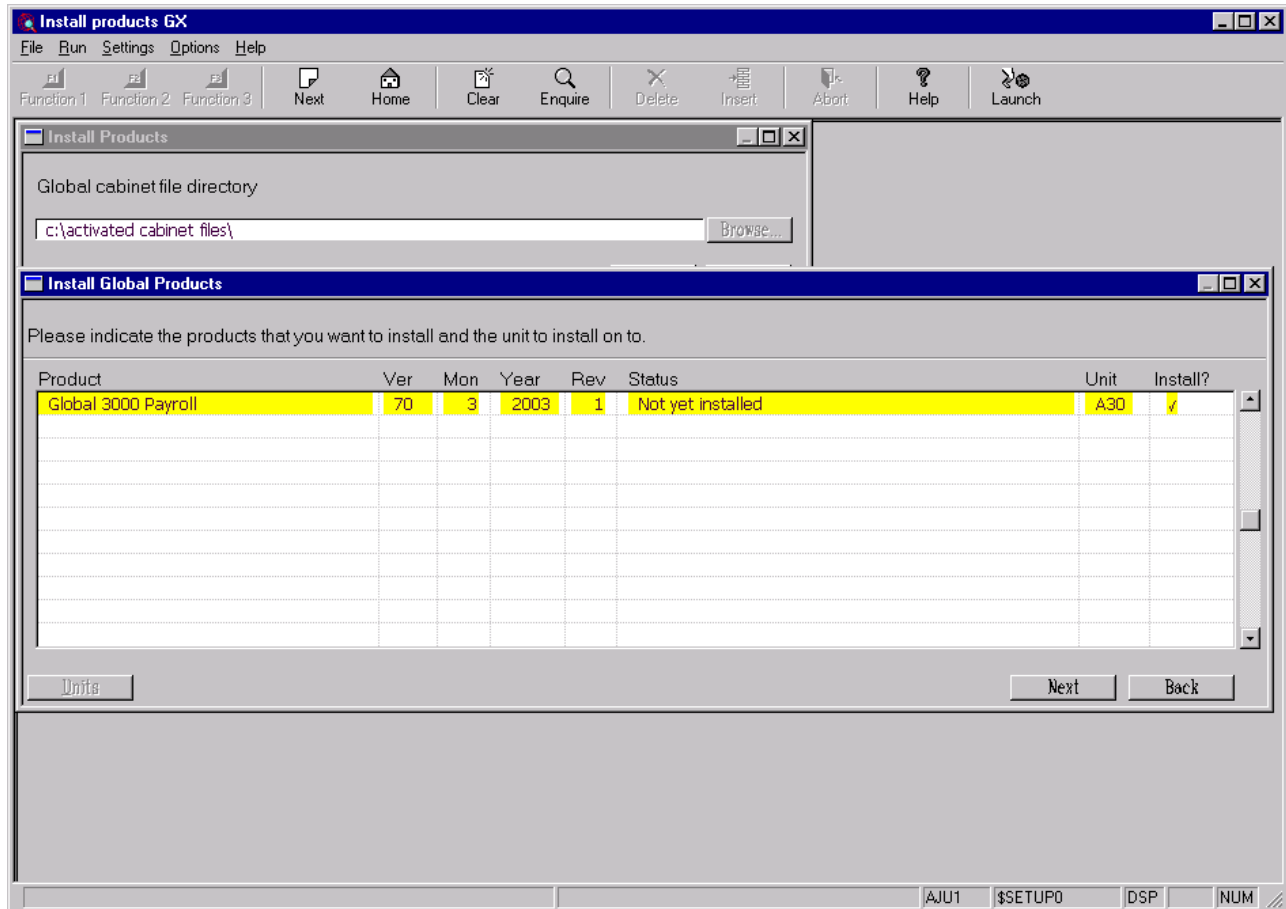 Install products GX
File Run Settings Options Help
F1 F2 F3
Function 1 Function 2 Function 3 Next Home Clear Enquire Delete Insert Abort Help Launch
Install Products
Global cabinet file directory
c:\activated cabinet files\ Browse...
Install Global Products
Please indicate the products that you want to install and the unit to install on to.
Product Ver Mon Year Rev Status Unit Install?
Global 3000 Payroll 70 3 2003 1 Not yet installed A30 √
Units Next Back
AJU1 $SETUP0 DSP NUM